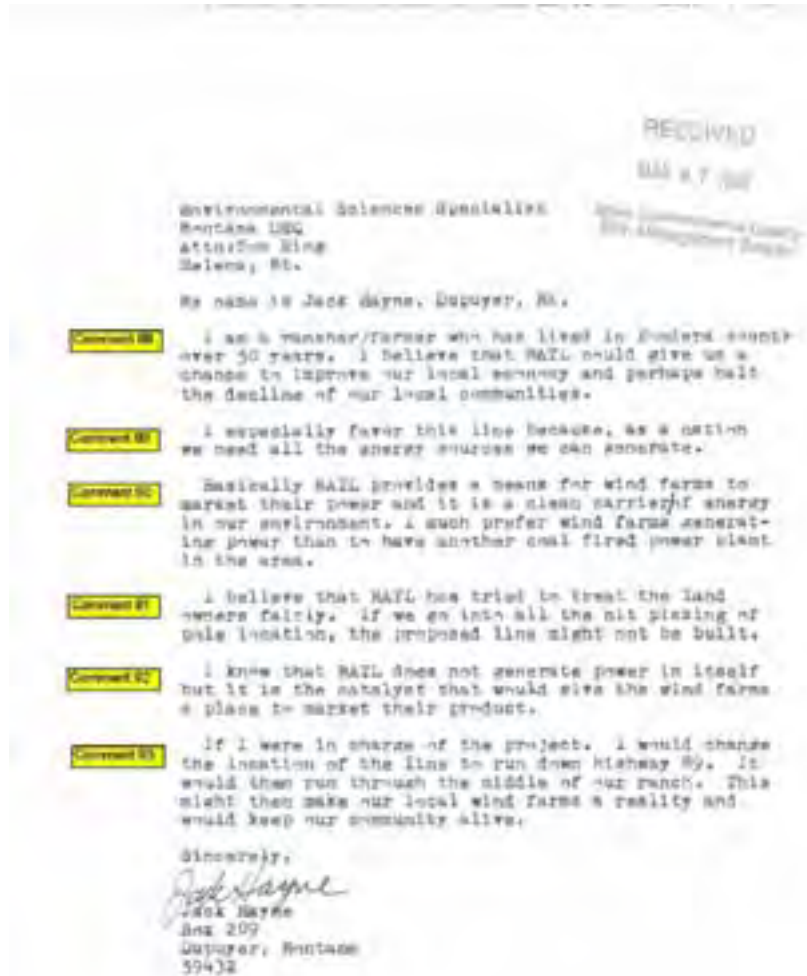 RECEIVED
Environmental Sciences Specialist
Montana DEQ
Attn:Tom Ring
Helena, Mt.
My name is Jack Hayne, Dupuyer, Mt.
I am a rancher/farmer who has lived in Pondera county
over 50 years. I believe that MATL could give us a
chance to improve our local economy and perhaps halt
the decline of our local communities.
Comment
I especially favor this line because, as a nation
we need all the energy sources we can generate.
Comment
Basically MATL provides a means for wind farms to
market their power and it is a clean carrier of energy
in our environment. I much prefer wind farms generat-
ing power than to have another coal fired power plant
in the area.
Comment
I believe that MATL has tried to treat the land
owners fairly. If we go into all the nit picking of
pole location, the proposed line might not be built.
Comment 91
I know that MATL does not generate power in itself
but it is the catalyst that would give the wind farms
a place to market their product.
Comment 92
If I were in charge of the project. I would change
the location of the line to run down highway 89. It
would then run through the middle of our ranch. This
might then make our local wind farms a reality and
would keep our community alive.
Comment 93
Sincerely,
Jack Hayne
Jack Hayne
Box 209
Dupuyer, Montana
59432